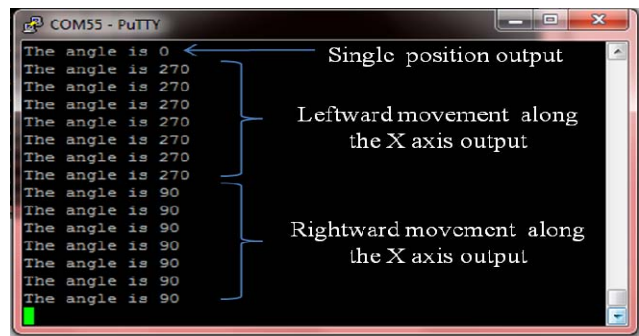 COM55 - PuTTY
The angle is 0
Single position output
The angle is 270
The angle is 270
The angle is 270
The angle is 270
The angle is 270
The angle is 270
The angle is 270
Leftward movement along
the X axis output
The angle is 90
The angle is 90
The angle is 90
The angle is 90
The angle is 90
The angle is 90
The angle is 90
Rightward movement along
the X axis output